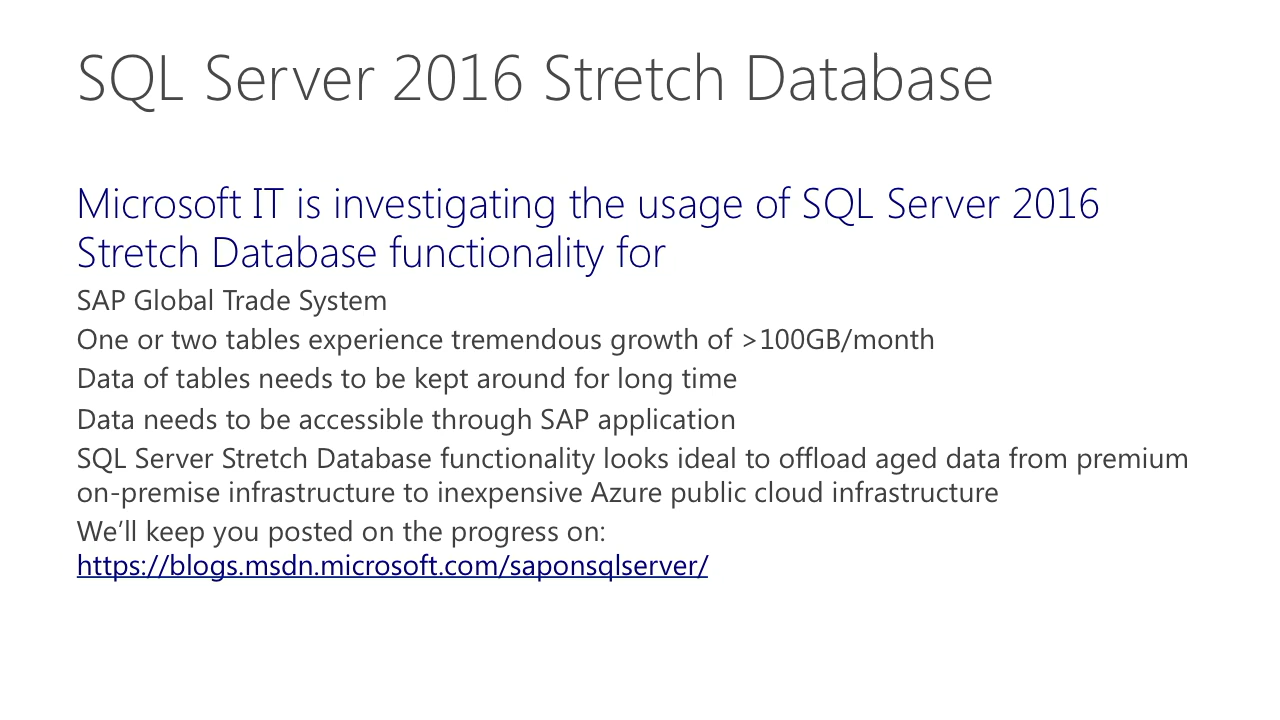 SQL Server 2016 Stretch Database
Microsoft IT is investigating the usage of SQL Server 2016
Stretch Database functionality for
SAP Global Trade System
One or two tables experience tremendous growth of >100GB/month
Data of tables needs to be kept around for long time
Data needs to be accessible through SAP application
SQL Server Stretch Database functionality looks ideal to offload aged data from premium
on-premise infrastructure to inexpensive Azure public cloud infrastructure
We’ll keep you posted on the progress on:
https://blogs.msdn.microsoft.com/saponsqlserver/